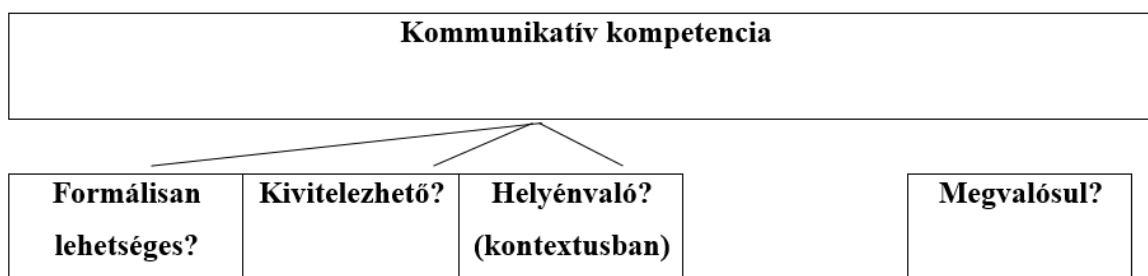 Kommunikatív kompetencia
Formálisan
lehetséges?
Kivitelezhető?
Helyénvaló?
(kontextusban)
Megvalósul?